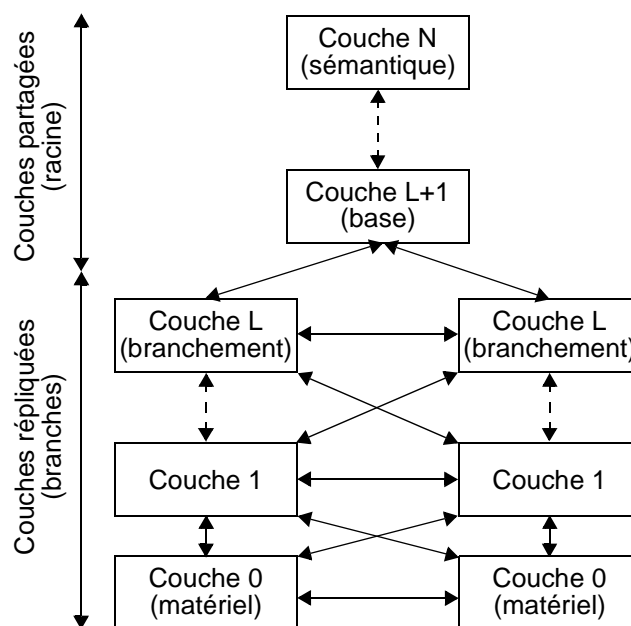 Couches partagées
(racine)
Couche N
(sémantique)
Couche L+1
(base)
Couches répliquées
(branches)
Couche L
(branchement)
Couche L
(branchement)
Couche 1
Couche 1
Couche 0
(matériel)
Couche 0
(matériel)